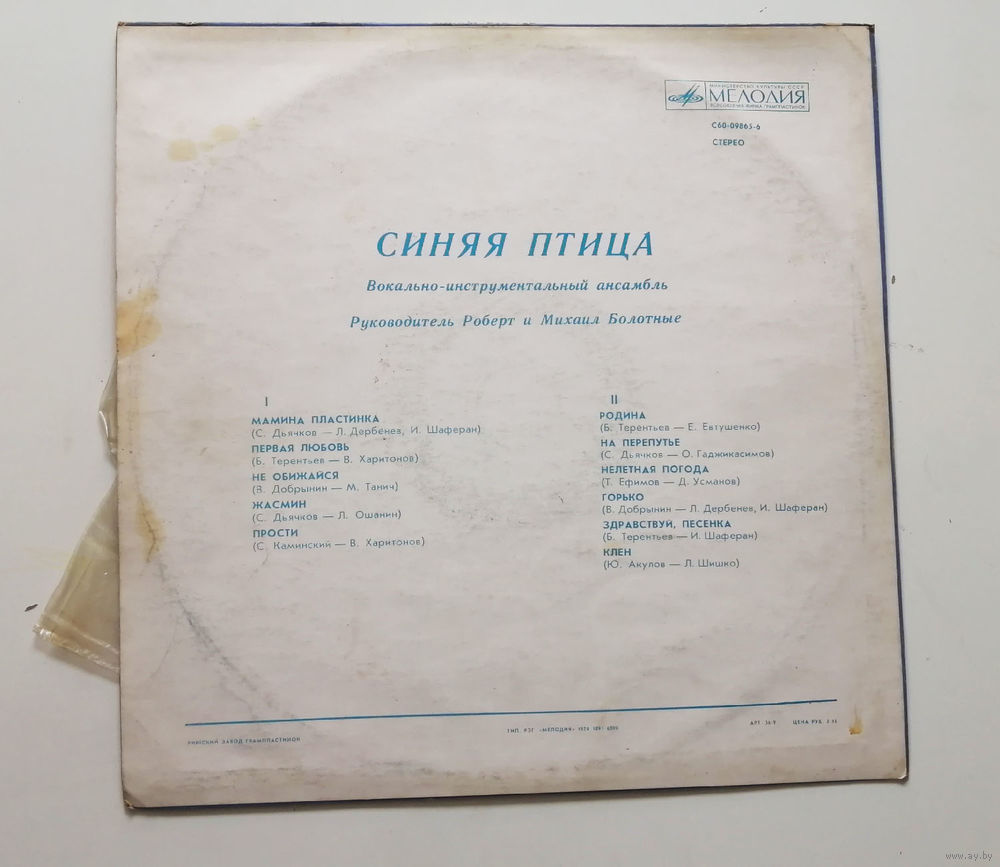 МИНИСТЕРСТВО КУЛЬТУРЫ СССР
МЕЛОДИЯ
ВСЕСОЮЗНАЯ ФИРМА ГРАМПЛАСТИНОК
С60-09865-6
СТЕРЕО
СИНЯЯ ПТИЦА
Вокально-инструментальный ансамбль
Руководитель Роберт и Михаил Болотные
I
МАМИНА ПЛАСТИНКА
(С. Дьячков — Л. Дербенев, И. Шаферан)
ПЕРВАЯ ЛЮБОВЬ
(Б. Терентьев — В. Харитонов)
НЕ ОБИЖАЙСЯ
(В. Добрынин — М. Танич)
ЖАСМИН
(С. Дьячков — Л. Ошанин)
ПРОСТИ
(С. Каминский — В. Харитонов)
II
РОДИНА
(Б. Терентьев — Е. Евтушенко)
НА ПЕРЕПУТЬЕ
(С. Дьячков — О. Гаджикасимов)
НЕЛЕТНАЯ ПОГОДА
(Т. Ефимов — Д. Усманов)
ГОРЬКО
(В. Добрынин — Л. Дербенев, И. Шаферан)
ЗДРАВСТВУЙ, ПЕСЕНКА
(Б. Терентьев — И. Шаферан)
КЛЕН
(Ю. Акулов — Л. Шишко)
РИЖСКИЙ ЗАВОД ГРАМПЛАСТИНОК
ТИП. РЗГ «МЕЛОДИЯ»
АРТ. ЦЕНА РУБ.
www.ay.by